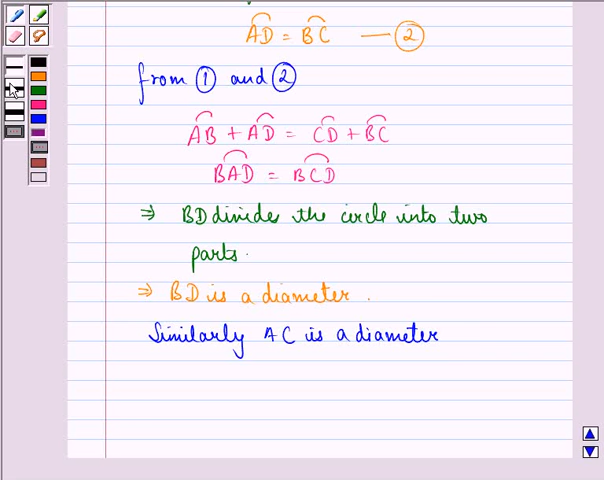 AD = BC — ②
from ① and ②
AB + AD = CD + BC
BAD = BCD
⇒ BD divides the circle into two
parts.
⇒ BD is a diameter.
Similarly AC is a diameter